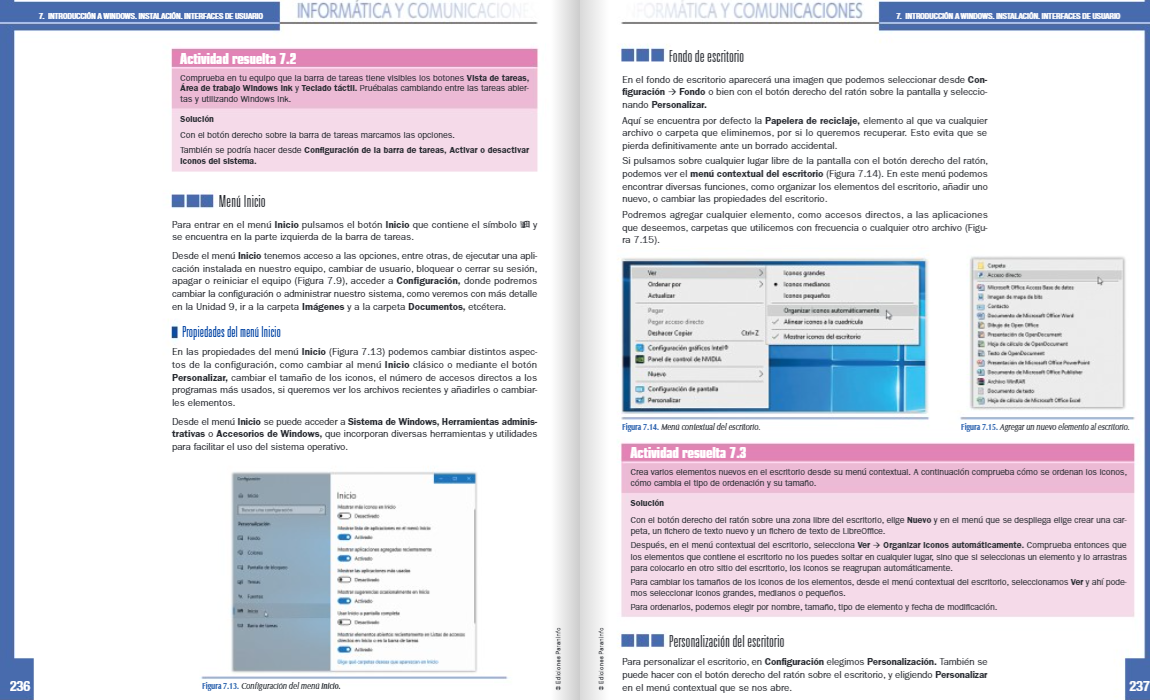 7. INTRODUCCIÓN A WINDOWS. INSTALACIÓN. INTERFACES DE USUARIO
INFORMÁTICA Y COMUNICACIONES
Actividad resuelta 7.2
Comprueba en tu equipo que la barra de tareas tiene visibles los botones Vista de tareas,
Área de trabajo Windows Ink y Teclado táctil. Pruébalas cambiando entre las tareas abier-
tas y utilizando Windows Ink.
Solución
Con el botón derecho sobre la barra de tareas marcamos las opciones.
También se podría hacer desde Configuración de la barra de tareas, Activar o desactivar
iconos del sistema.
Menú Inicio
Para entrar en el menú Inicio pulsamos el botón Inicio que contiene el símbolo y
se encuentra en la parte izquierda de la barra de tareas.
Desde el menú Inicio tenemos acceso a las opciones, entre otras, de ejecutar una apli-
cación instalada en nuestro equipo, cambiar de usuario, bloquear o cerrar su sesión,
apagar o reiniciar el equipo (Figura 7.9), acceder a Configuración, donde podremos
cambiar la configuración o administrar nuestro sistema, como veremos con más detalle
en la Unidad 9, ir a la carpeta Imágenes y a la carpeta Documentos, etcétera.
Propiedades del menú Inicio
En las propiedades del menú Inicio (Figura 7.13) podemos cambiar distintos aspec-
tos de la configuración, como cambiar al menú Inicio clásico o mediante el botón
Personalizar, cambiar el tamaño de los iconos, el número de accesos directos a los
programas más usados, si queremos ver los archivos recientes y añadirlos o cambiar-
les elementos.
Desde el menú Inicio se puede acceder a Sistema de Windows, Herramientas adminis-
trativas o Accesorios de Windows, que incorporan diversas herramientas y utilidades
para facilitar el uso del sistema operativo.
Configuración
Inicio
Buscar una configuración
Personalización
Fondo
Colores
Pantalla de bloqueo
Temas
Fuentes
Inicio
Barra de tareas
Inicio
Mostrar más iconos en Inicio
Desactivado
Mostrar lista de aplicaciones en el menú Inicio
Activado
Mostrar aplicaciones agregadas recientemente
Activado
Mostrar las aplicaciones más usadas
Desactivado
Mostrar sugerencias ocasionalmente en Inicio
Activado
Usar Inicio a pantalla completa
Desactivado
Mostrar elementos abiertos recientemente en Listas de accesos
directos en Inicio o en la barra de tareas
Activado
Elegir qué carpetas deseas que aparezcan en Inicio
Figura 7.13. Configuración del menú Inicio.
© Ediciones Paraninfo
236
INFORMÁTICA Y COMUNICACIONES
7. INTRODUCCIÓN A WINDOWS. INSTALACIÓN. INTERFACES DE USUARIO
Fondo de escritorio
En el fondo de escritorio aparecerá una imagen que podemos seleccionar desde Con-
figuración → Fondo o bien con el botón derecho del ratón sobre la pantalla y seleccio-
nando Personalizar.
Aquí se encuentra por defecto la Papelera de reciclaje, elemento al que va cualquier
archivo o carpeta que eliminemos, por si lo queremos recuperar. Esto evita que se
pierda definitivamente ante un borrado accidental.
Si pulsamos sobre cualquier lugar libre de la pantalla con el botón derecho del ratón,
podemos ver el menú contextual del escritorio (Figura 7.14). En este menú podemos
encontrar diversas funciones, como organizar los elementos del escritorio, añadir uno
nuevo, o cambiar las propiedades del escritorio.
Podremos agregar cualquier elemento, como accesos directos, a las aplicaciones
que deseemos, carpetas que utilicemos con frecuencia o cualquier otro archivo (Figu-
ra 7.15).
Ver
Ordenar por
Actualizar
Pegar
Pegar acceso directo
Deshacer Copiar Ctrl+Z
Configuración gráficos Intel®
Panel de control de NVIDIA
Nuevo
Configuración de pantalla
Personalizar
Iconos grandes
Iconos medianos
Iconos pequeños
Organizar iconos automáticamente
Alinear iconos a la cuadrícula
Mostrar iconos del escritorio
Figura 7.14. Menú contextual del escritorio.
Carpeta
Acceso directo
Microsoft Office Access Base de datos
Imagen de mapa de bits
Contacto
Documento de Microsoft Office Word
Dibujo de Open Office
Presentación de OpenDocument
Hoja de cálculo de OpenDocument
Texto de OpenDocument
Presentación de Microsoft Office PowerPoint
Documento de Microsoft Office Publisher
Archivo WinRAR
Documento de texto
Hoja de cálculo de Microsoft Office Excel
Figura 7.15. Agregar un nuevo elemento al escritorio.
Actividad resuelta 7.3
Crea varios elementos nuevos en el escritorio desde su menú contextual. A continuación comprueba cómo se ordenan los iconos,
cómo cambia el tipo de ordenación y su tamaño.
Solución
Con el botón derecho del ratón sobre una zona libre del escritorio, elige Nuevo y en el menú que se despliega elige crear una car-
peta, un fichero de texto nuevo y un fichero de texto de LibreOffice.
Después, en el menú contextual del escritorio, selecciona Ver → Organizar iconos automáticamente. Comprueba entonces que
los elementos que contiene el escritorio no los puedes soltar en cualquier lugar, sino que si seleccionas un elemento y lo arrastras
para colocarlo en otro sitio del escritorio, los iconos se reagrupan automáticamente.
Para cambiar los tamaños de los iconos de los elementos, desde el menú contextual del escritorio, seleccionamos Ver y ahí pode-
mos seleccionar iconos grandes, medianos o pequeños.
Para ordenarlos, podemos elegir por nombre, tamaño, tipo de elemento y fecha de modificación.
Personalización del escritorio
Para personalizar el escritorio, en Configuración elegimos Personalización. También se
puede hacer con el botón derecho del ratón sobre el escritorio, y eligiendo Personalizar
en el menú contextual que se nos abre.
© Ediciones Paraninfo
237